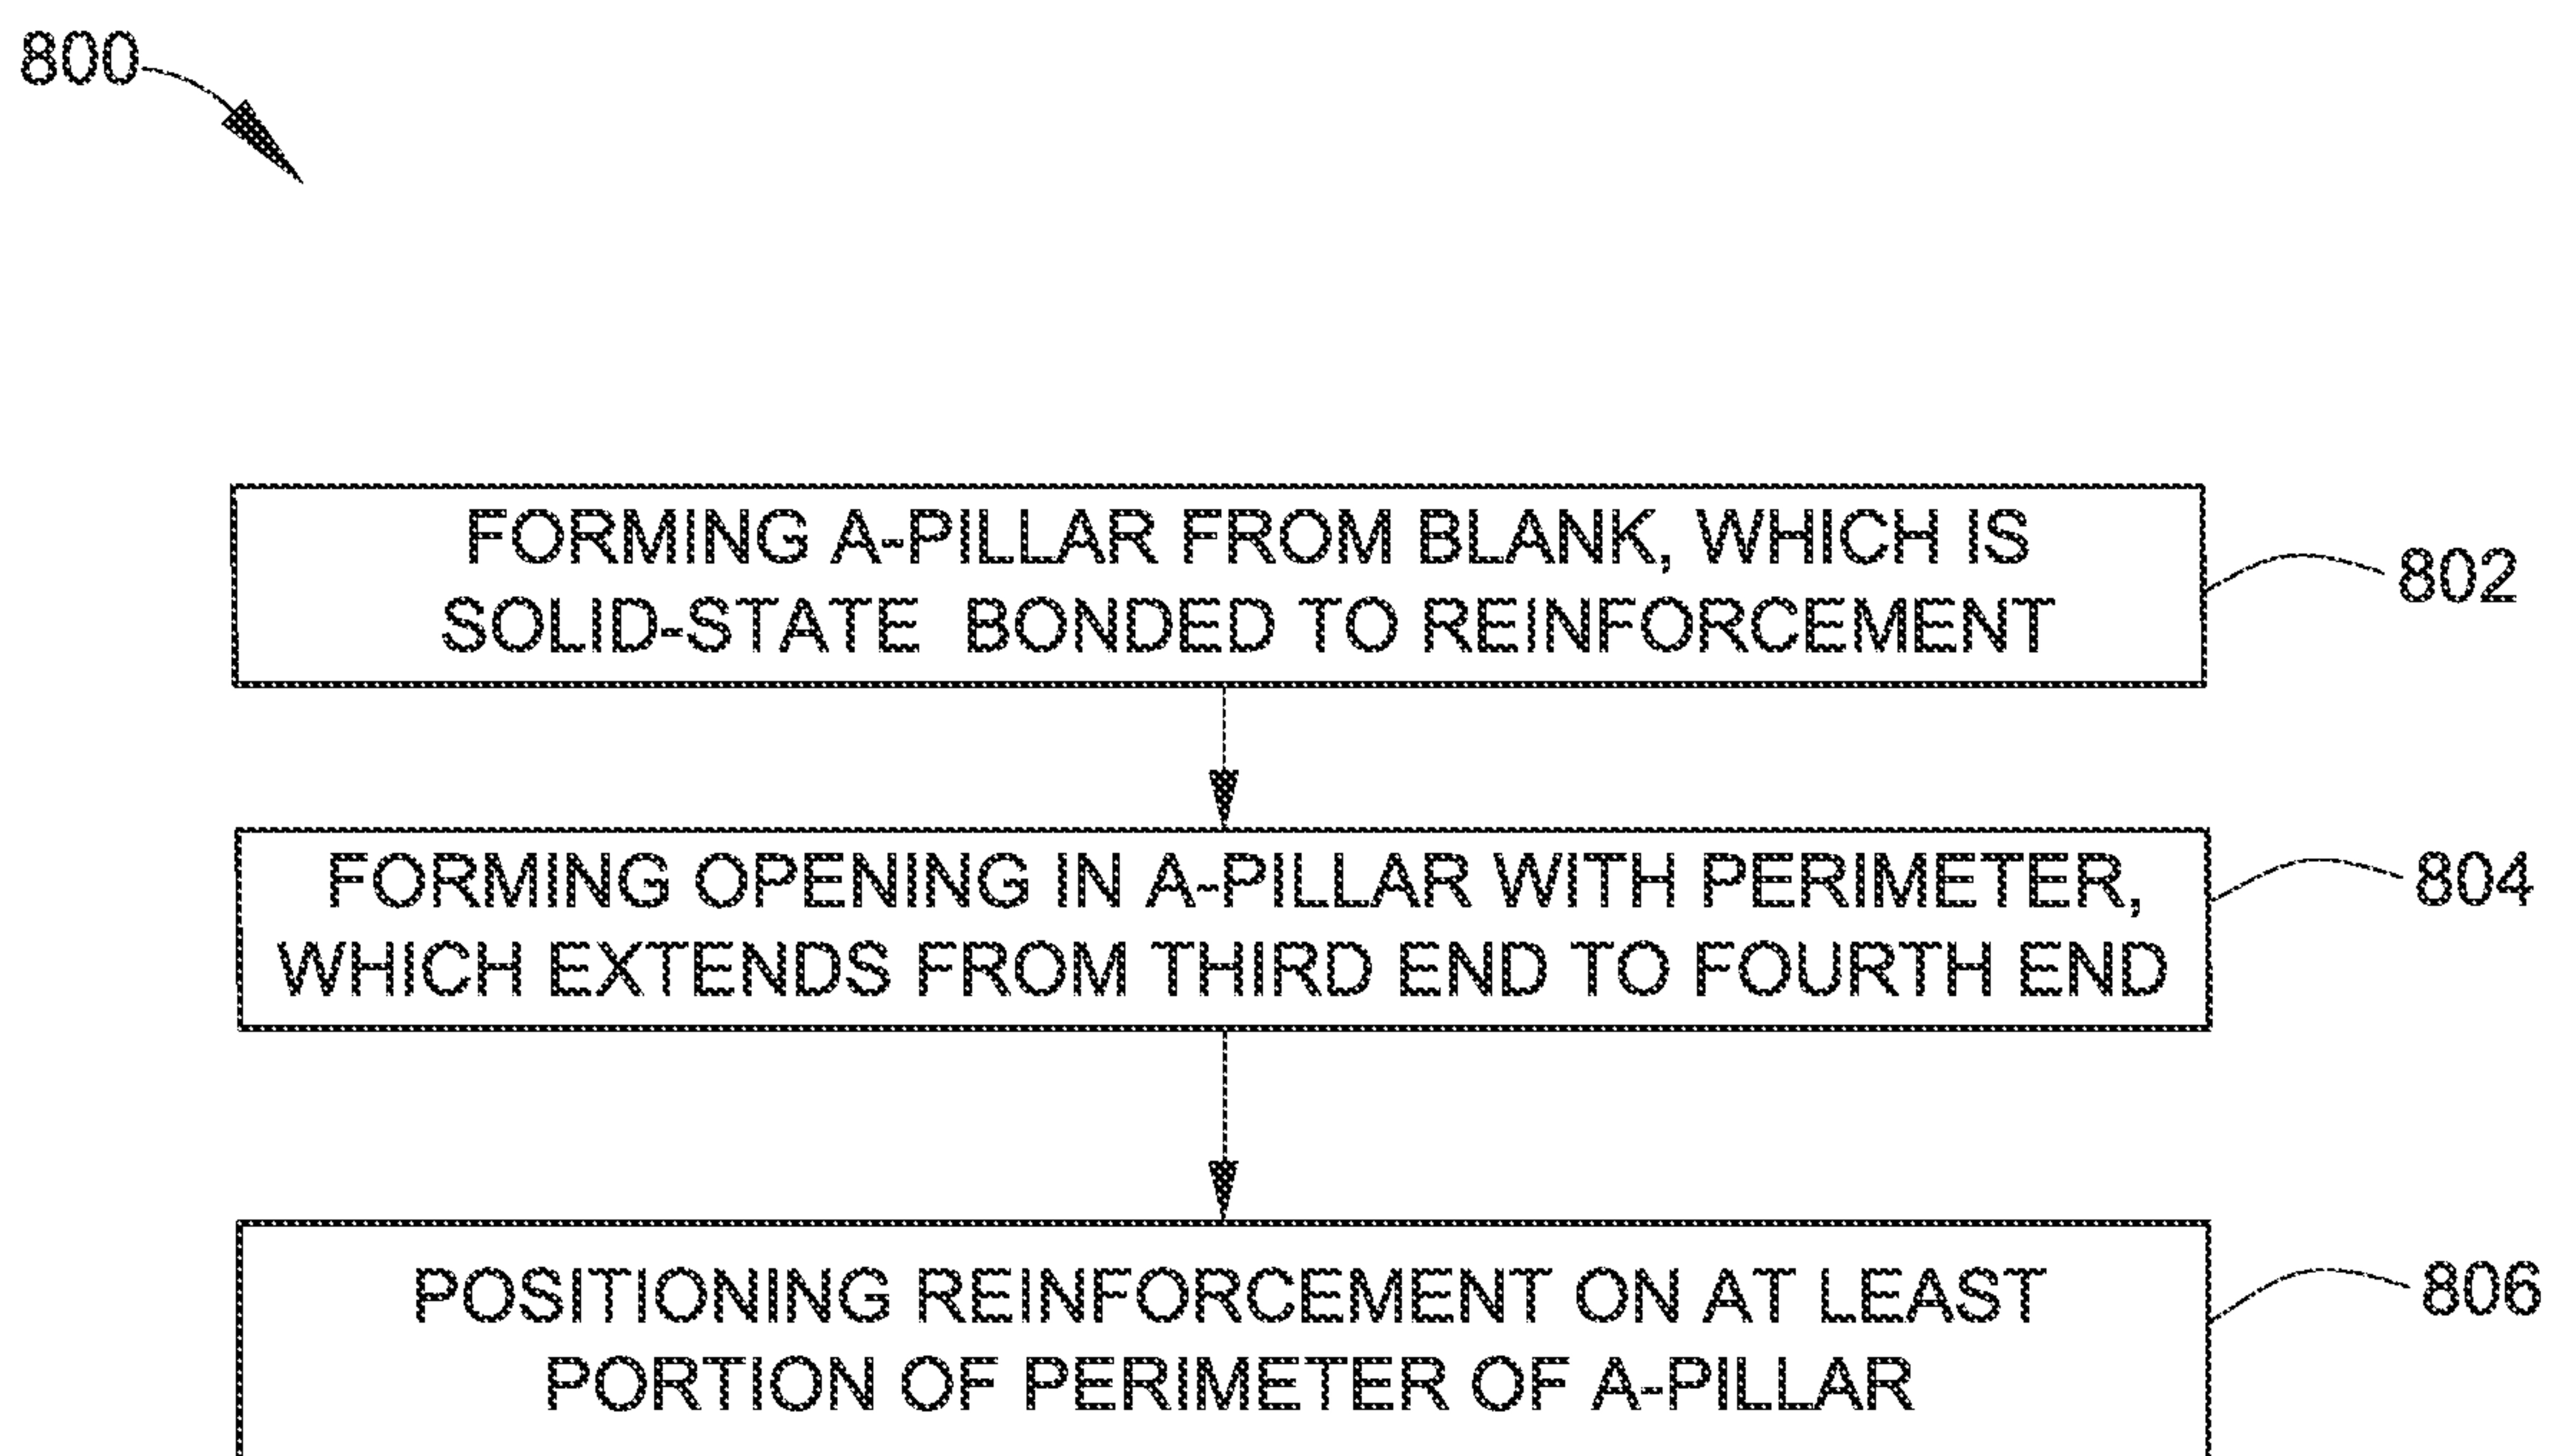 800
FORMING A-PILLAR FROM BLANK, WHICH IS
SOLID-STATE BONDED TO REINFORCEMENT
802
FORMING OPENING IN A-PILLAR WITH PERIMETER,
WHICH EXTENDS FROM THIRD END TO FOURTH END
804
POSITIONING REINFORCEMENT ON AT LEAST
PORTION OF PERIMETER OF A-PILLAR
806